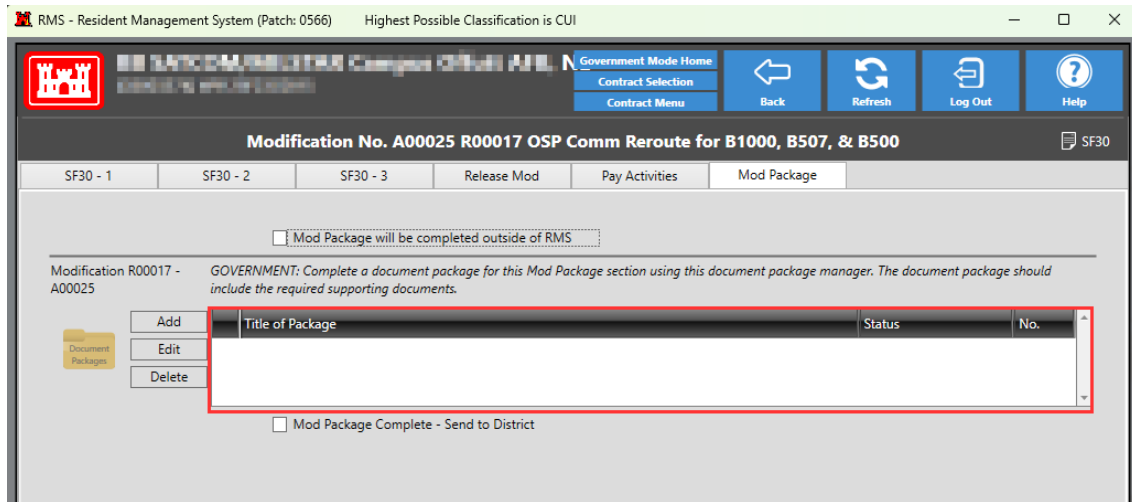 RMS - Resident Management System (Patch: 0566) Highest Possible Classification is CUI
Government Mode Home
Contract Selection
Contract Menu
Back
Refresh
Log Out
Help
Modification No. A00025 R00017 OSP Comm Reroute for B1000, B507, & B500
SF30
SF30 - 1
SF30 - 2
SF30 - 3
Release Mod
Pay Activities
Mod Package
Mod Package will be completed outside of RMS
Modification R00017 -
A00025
GOVERNMENT: Complete a document package for this Mod Package section using this document package manager. The document package should
include the required supporting documents.
Document
Packages
Add
Edit
Delete
Title of Package
Status
No.
Mod Package Complete - Send to District